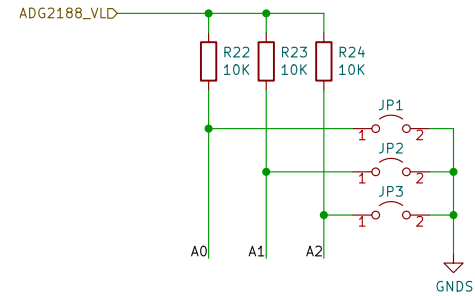 ADG2188_VL
R22
10K
R23
10K
R24
10K
JP1
1
2
JP2
1
2
JP3
1
2
A0
A1
A2
GNDS